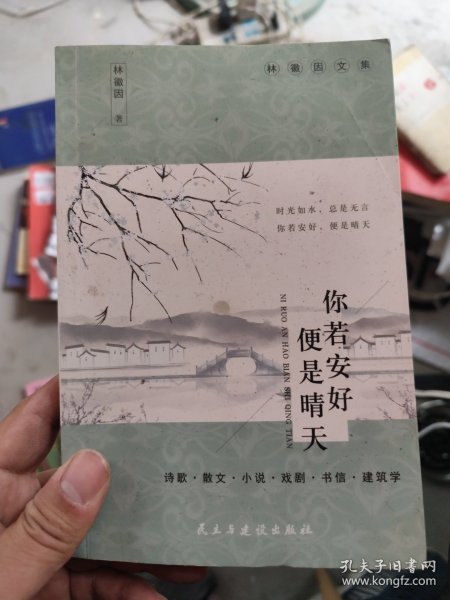 林徽因文集
林徽因 著
时光如水，总是无言
你若安好，便是晴天
你若安好
便是晴天
NI RUO AN HAO BIAN SHI QING TIAN
诗歌·散文·小说·戏剧·书信·建筑学
民主与建设出版社
孔夫子旧书网
www.kongfz.com